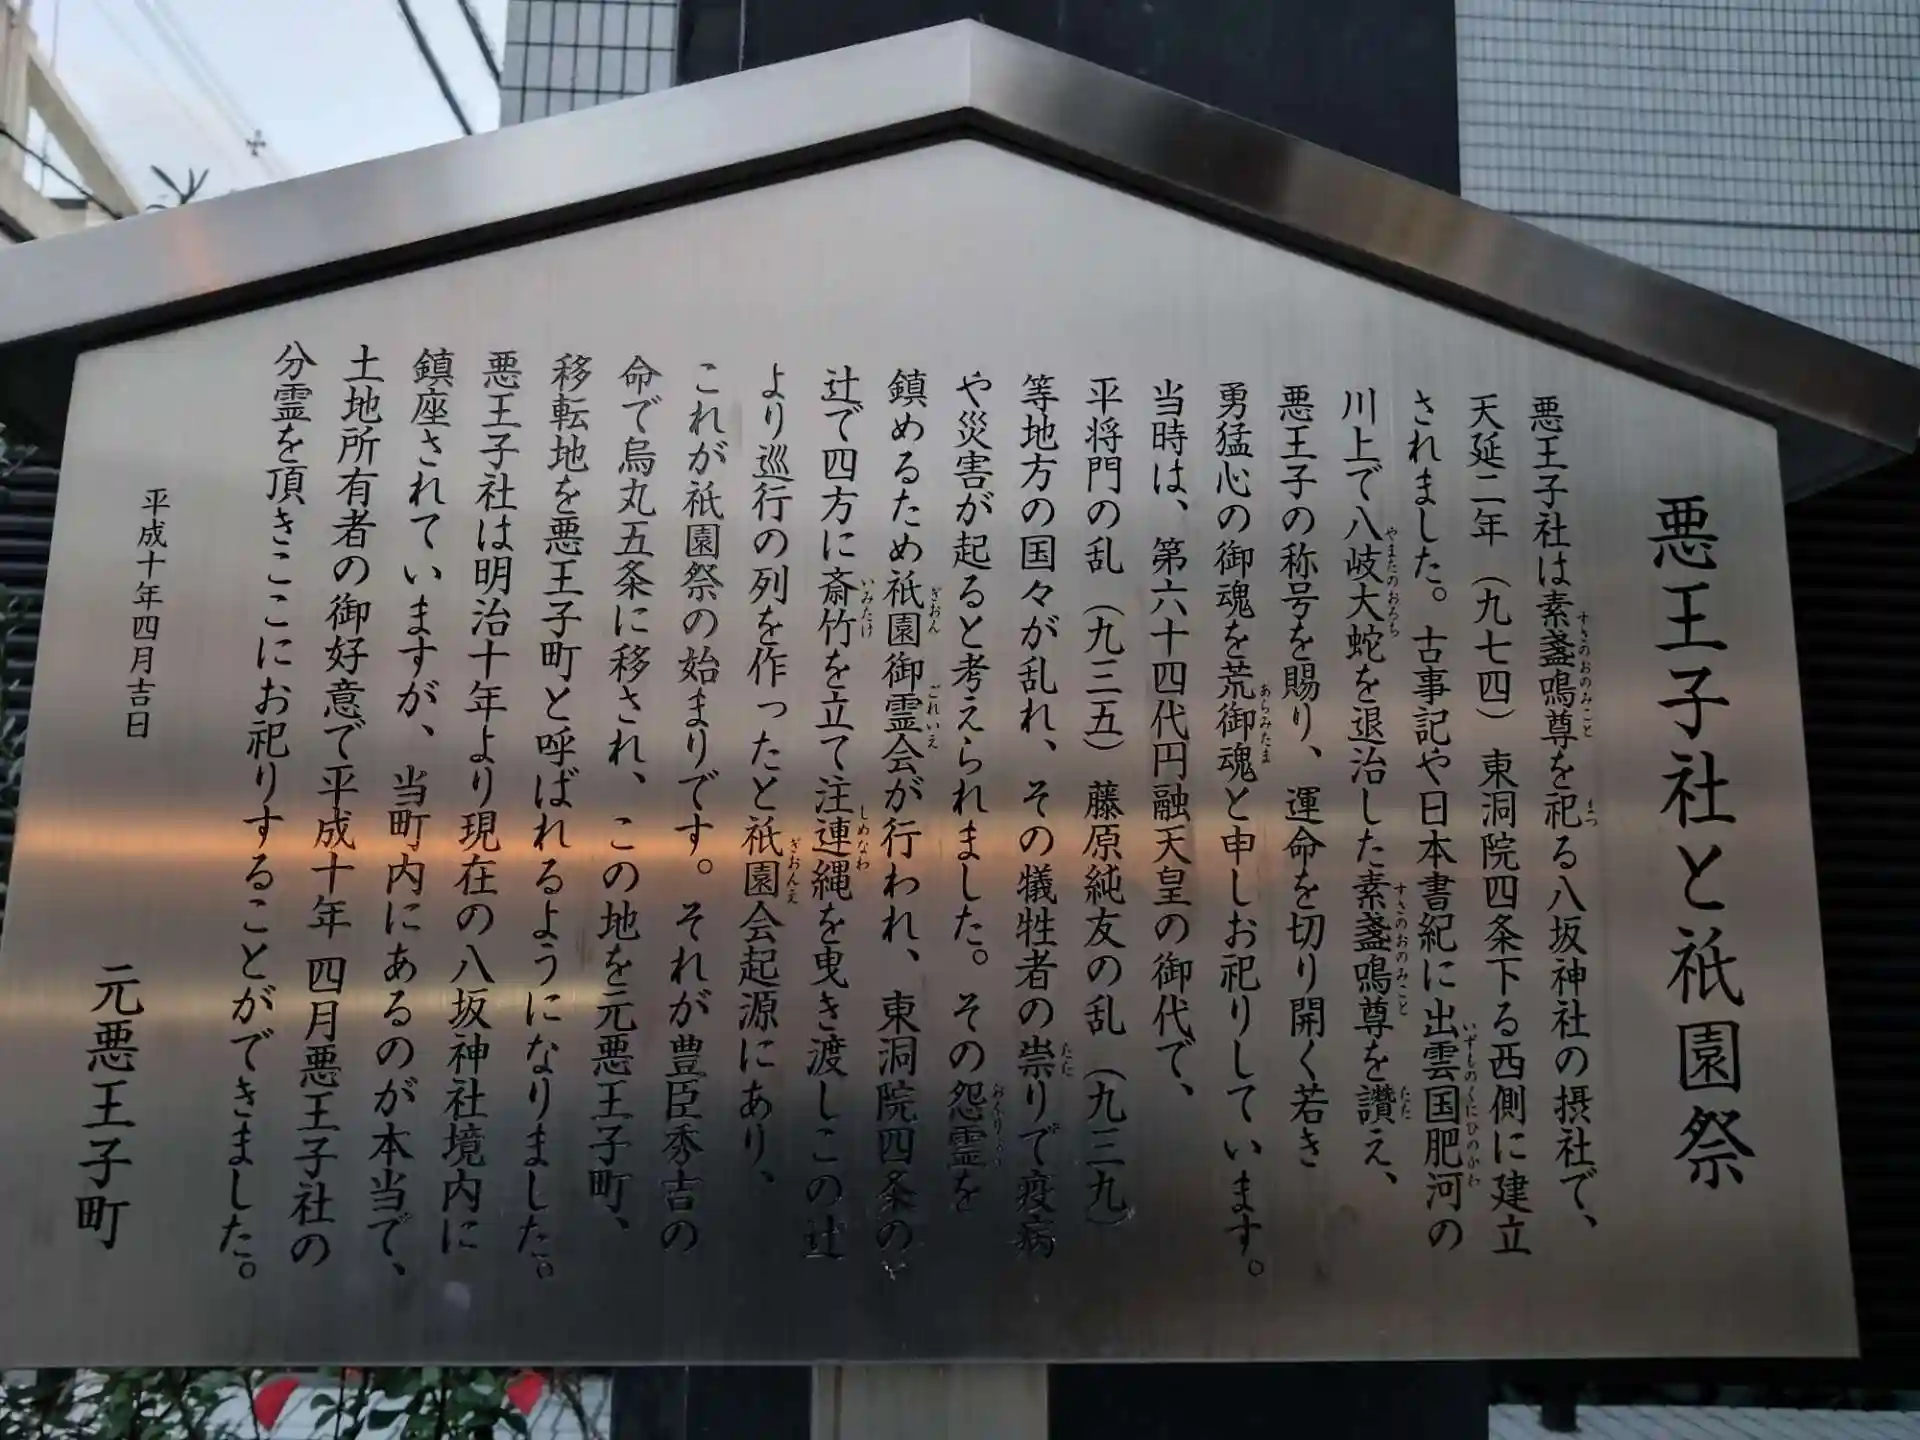 悪王子社と祇園祭
悪王子社は素盞嗚尊を祀る八坂神社の摂社で、
天延二年（九七四）東洞院四条下る西側に建立
されました。古事記や日本書紀に出雲国肥河の
川上で八岐大蛇を退治した素盞嗚尊を讃え、
悪王子の称号を賜り、運命を切り開く若き
勇猛心の御魂を荒御魂と申しお祀りしています。
当時は、第六十四代円融天皇の御代で、
平将門の乱（九三五）藤原純友の乱（九三九）
等地方の国々が乱れ、その犠牲者の祟りで疫病
や災害が起ると考えられました。その怨霊を
鎮めるため祇園御霊会が行われ、東洞院四条の
辻で四方に斎竹を立て注連縄を曳き渡しこの辻
より巡行の列を作ったと祇園会起源にあり、
これが祇園祭の始まりです。それが豊臣秀吉の
命で烏丸五条に移され、この地を元悪王子町、
移転地を悪王子町と呼ばれるようになりました。
悪王子社は明治十年より現在の八坂神社境内に
鎮座されていますが、当町内にあるのが本当で、
土地所有者の御好意で平成十年四月悪王子社の
分霊を頂きここにお祀りすることができました。
平成十年四月吉日
元悪王子町